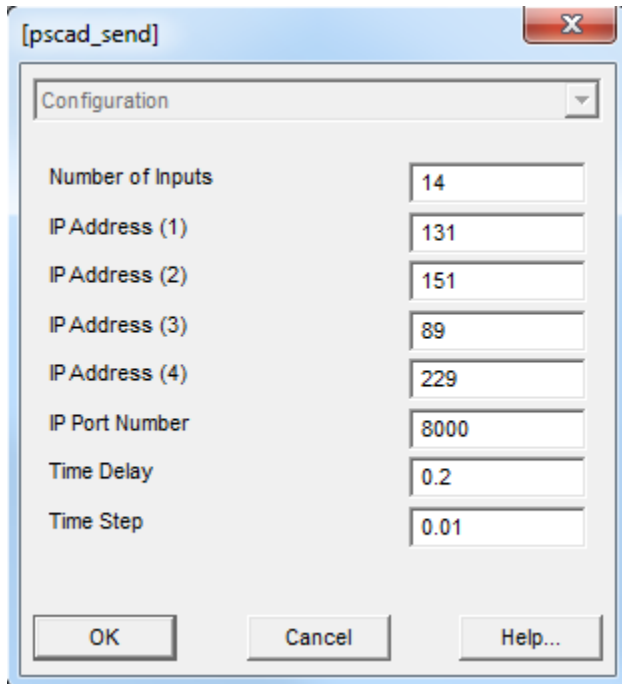 [pscad_send]
Configuration
Number of Inputs 14
IP Address (1) 131
IP Address (2) 151
IP Address (3) 89
IP Address (4) 229
IP Port Number 8000
Time Delay 0.2
Time Step 0.01
OK Cancel Help...